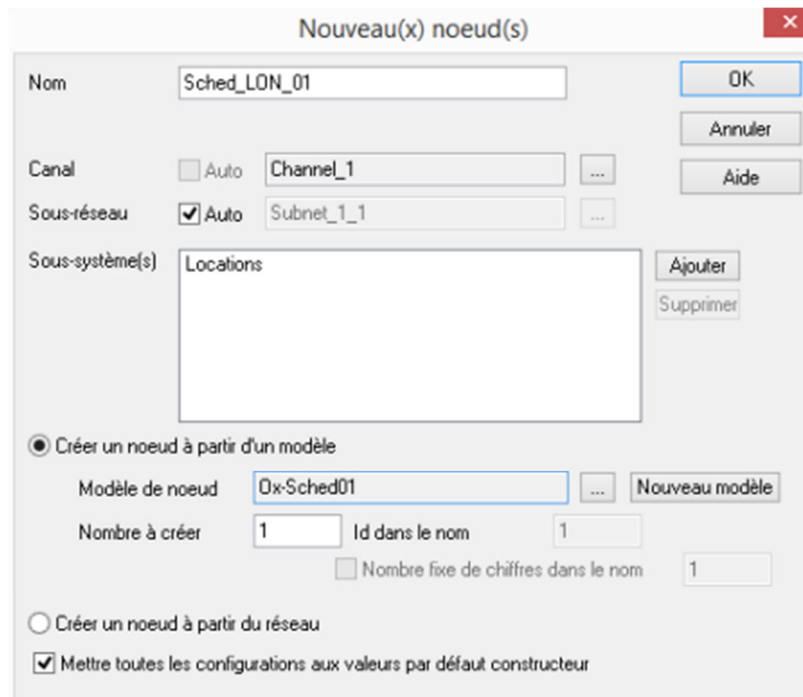 Nouveau(x) noeud(s)
Nom Sched_LON_01 OK
Annuler
Canal Auto Channel_1 ... Aide
Sous-réseau Auto Subnet_1_1 ...
Sous-système(s) Locations Ajouter
Supprimer
Créer un noeud à partir d'un modèle
Modèle de noeud Ox-Sched01 ... Nouveau modèle
Nombre à créer 1 Id dans le nom 1
Nombre fixe de chiffres dans le nom 1
Créer un noeud à partir du réseau
Mettre toutes les configurations aux valeurs par défaut constructeur